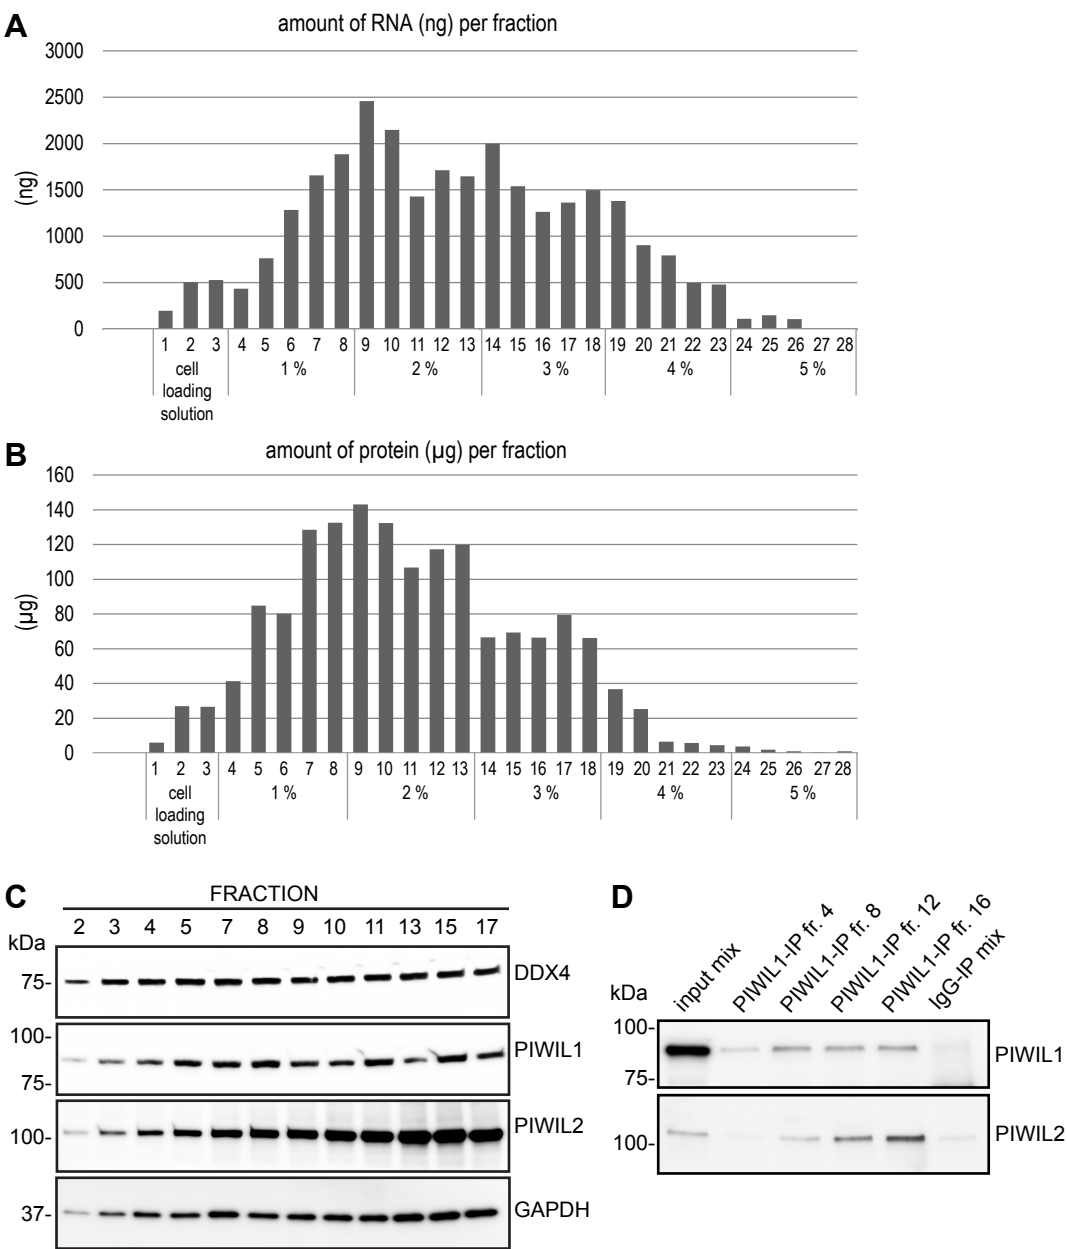 A
amount of RNA (ng) per fraction
3000
2500
2000
1500
1000
500
0
(ng)
1 2 3 4 5 6 7 8 9 10 11 12 13 14 15 16 17 18 19 20 21 22 23 24 25 26 27 28
cell loading solution 1 % 2 % 3 % 4 % 5 %
B
amount of protein (µg) per fraction
160
140
120
100
80
60
40
20
0
(µg)
1 2 3 4 5 6 7 8 9 10 11 12 13 14 15 16 17 18 19 20 21 22 23 24 25 26 27 28
cell loading solution 1 % 2 % 3 % 4 % 5 %
C
FRACTION
2 3 4 5 7 8 9 10 11 13 15 17
kDa
75- DDX4
100-
PIWIL1
75-
PIWIL2
100-
37- GAPDH
D
input mix
PIWIL1-IP fr. 4
PIWIL1-IP fr. 8
PIWIL1-IP fr. 12
PIWIL1-IP fr. 16
IgG-IP mix
kDa
100-
PIWIL1
75-
PIWIL2
100-